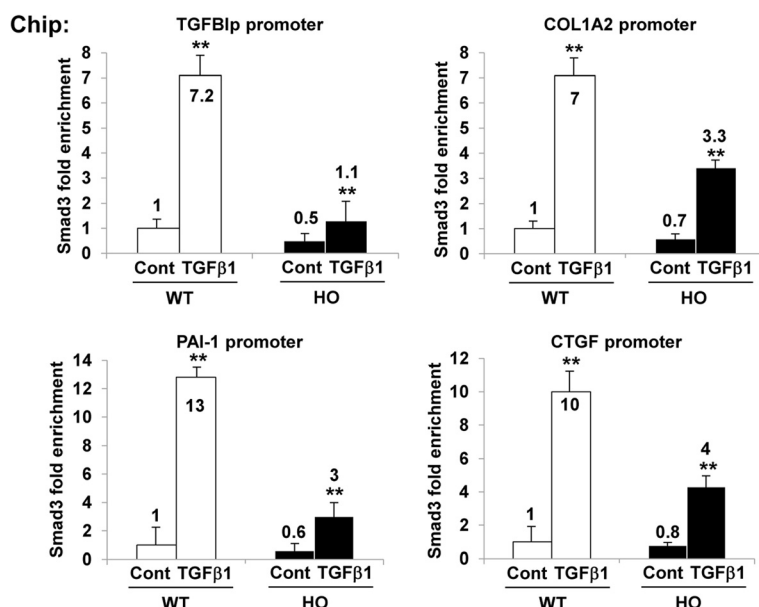 Chip:
TGFBIp promoter
Smad3 fold enrichment
8
7
6
5
4
3
2
1
0
1
**
7.2
0.5
1.1
**
Cont TGFβ1
Cont TGFβ1
WT
HO
COL1A2 promoter
Smad3 fold enrichment
8
7
6
5
4
3
2
1
0
1
**
7
0.7
3.3
**
Cont TGFβ1
Cont TGFβ1
WT
HO
PAI-1 promoter
Smad3 fold enrichment
14
12
10
8
6
4
2
0
1
**
13
0.6
3
**
Cont TGFβ1
Cont TGFβ1
WT
HO
CTGF promoter
Smad3 fold enrichment
12
10
8
6
4
2
0
1
**
10
0.8
4
**
Cont TGFβ1
Cont TGFβ1
WT
HO